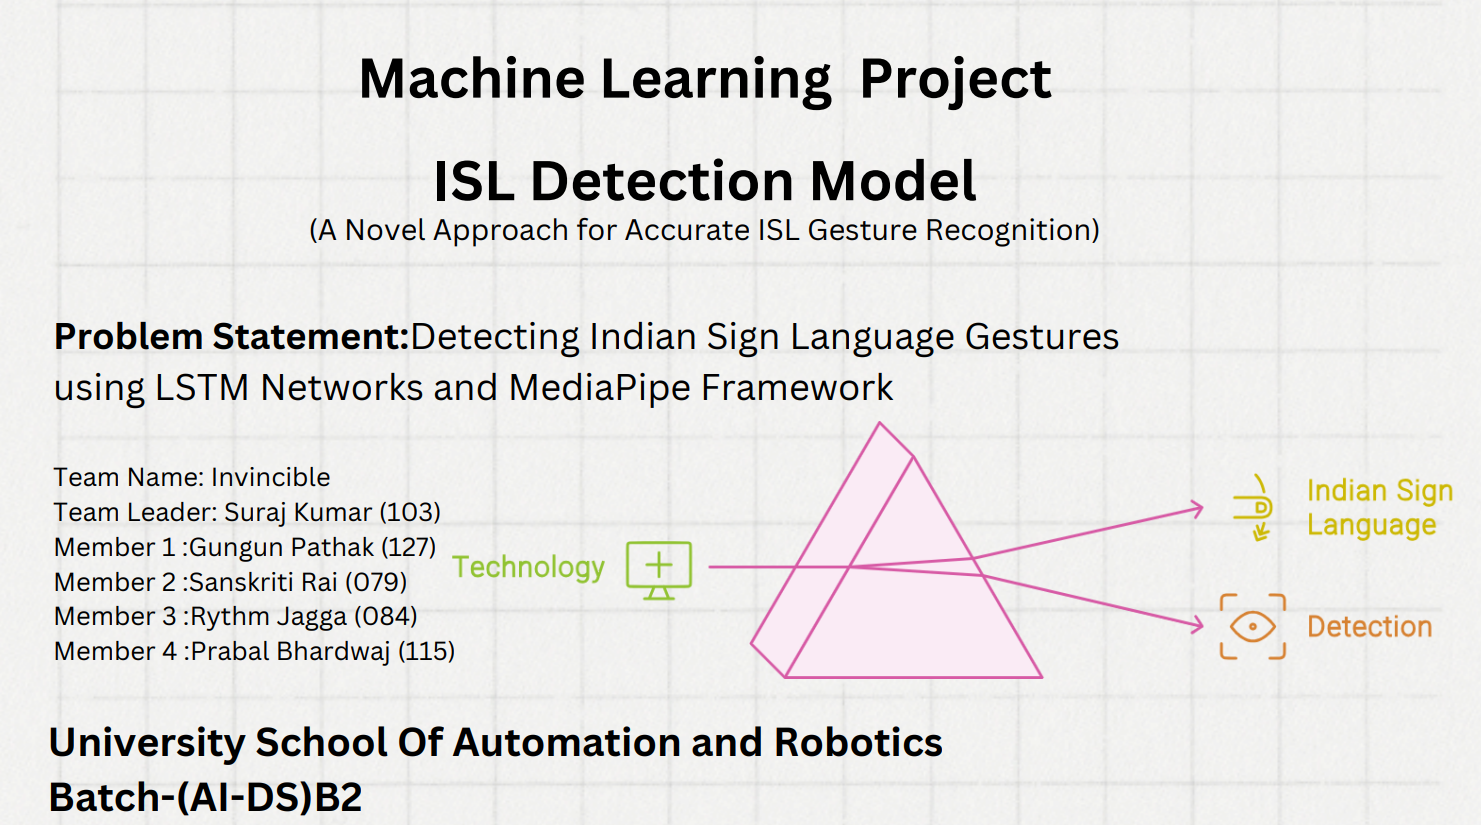 Machine Learning  Project
ISL Detection Model
(A Novel Approach for Accurate ISL Gesture Recognition)
Problem Statement:Detecting Indian Sign Language Gestures
using LSTM Networks and MediaPipe Framework
Team Name: Invincible
Team Leader: Suraj Kumar (103)
Member 1 :Gungun Pathak (127)
Member 2 :Sanskriti Rai (079)
Member 3 :Rythm Jagga (084)
Member 4 :Prabal Bhardwaj (115)
Technology
Indian Sign
Language
Detection
University School Of Automation and Robotics
Batch-(AI-DS)B2